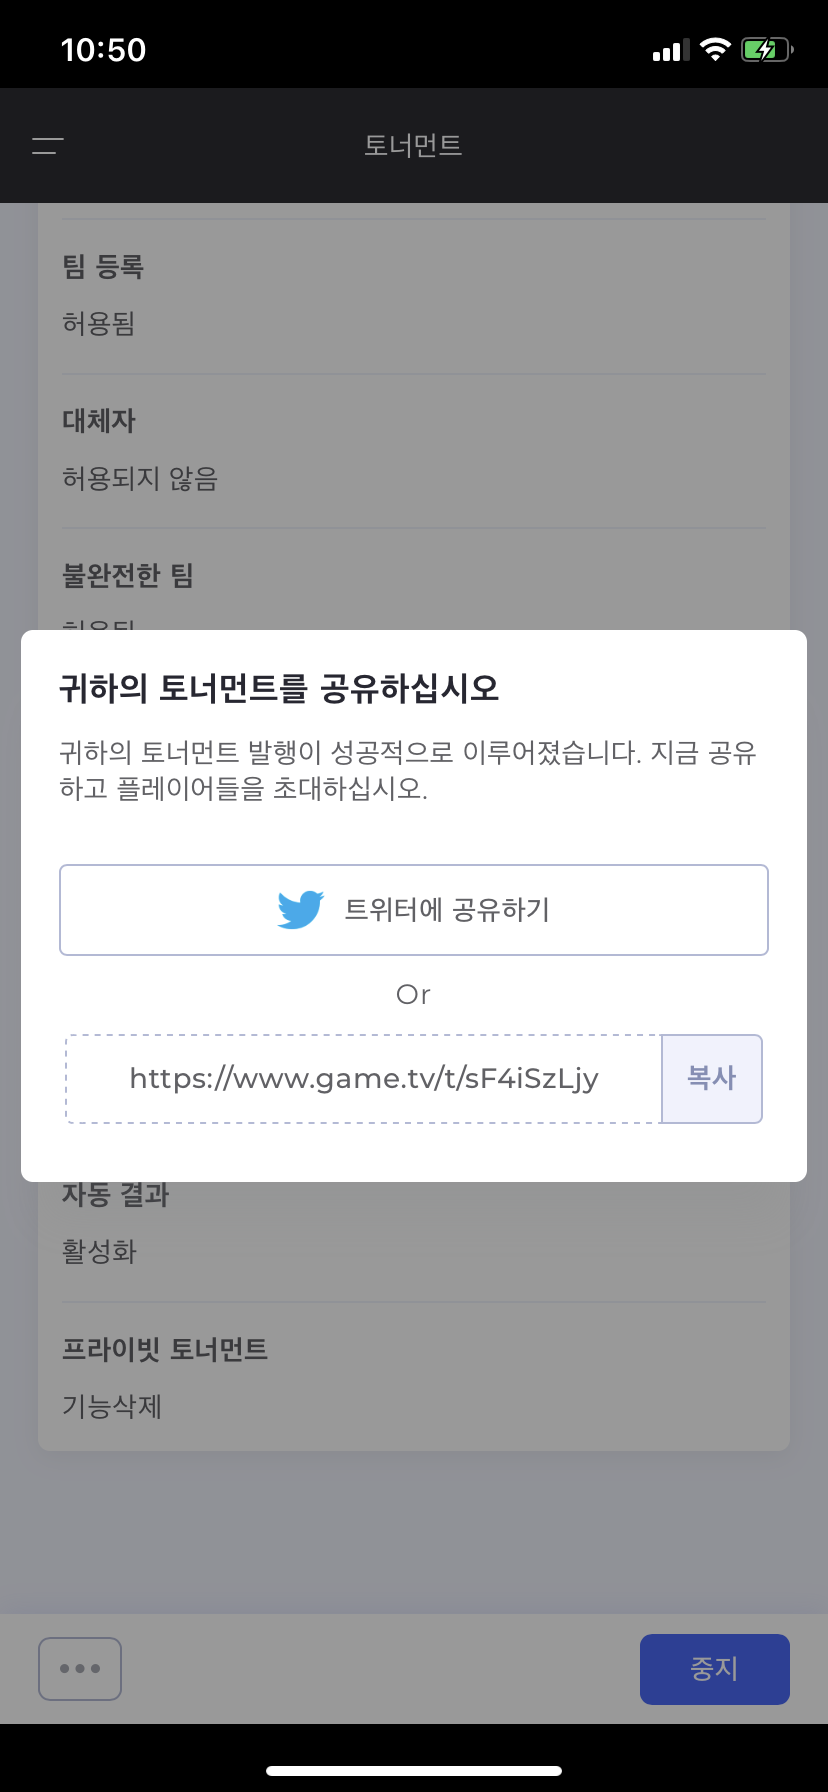 10:50
토너먼트
팀 등록
허용됨
대체자
허용되지 않음
불완전한 팀
허용됨
귀하의 토너먼트를 공유하십시오
귀하의 토너먼트 발행이 성공적으로 이루어졌습니다. 지금 공유
하고 플레이어들을 초대하십시오.
트위터에 공유하기
Or
https://www.game.tv/t/sF4iSzLjy
복사
자동 결과
활성화
프라이빗 토너먼트
기능삭제
중지